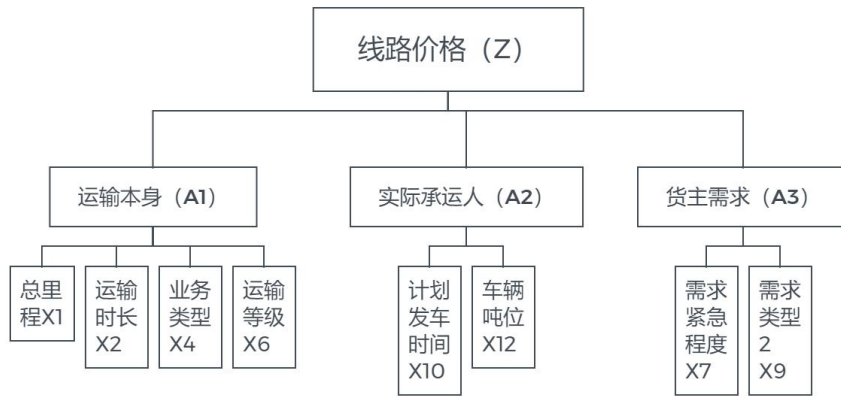 线路价格（Z）
运输本身（A1）
实际承运人（A2）
货主需求（A3）
总里
程X1
运输
时长
X2
业务
类型
X4
运输
等级
X6
计划
发车
时间
X10
车辆
吨位
X12
需求
紧急
程度
X7
需求
类型
2
X9